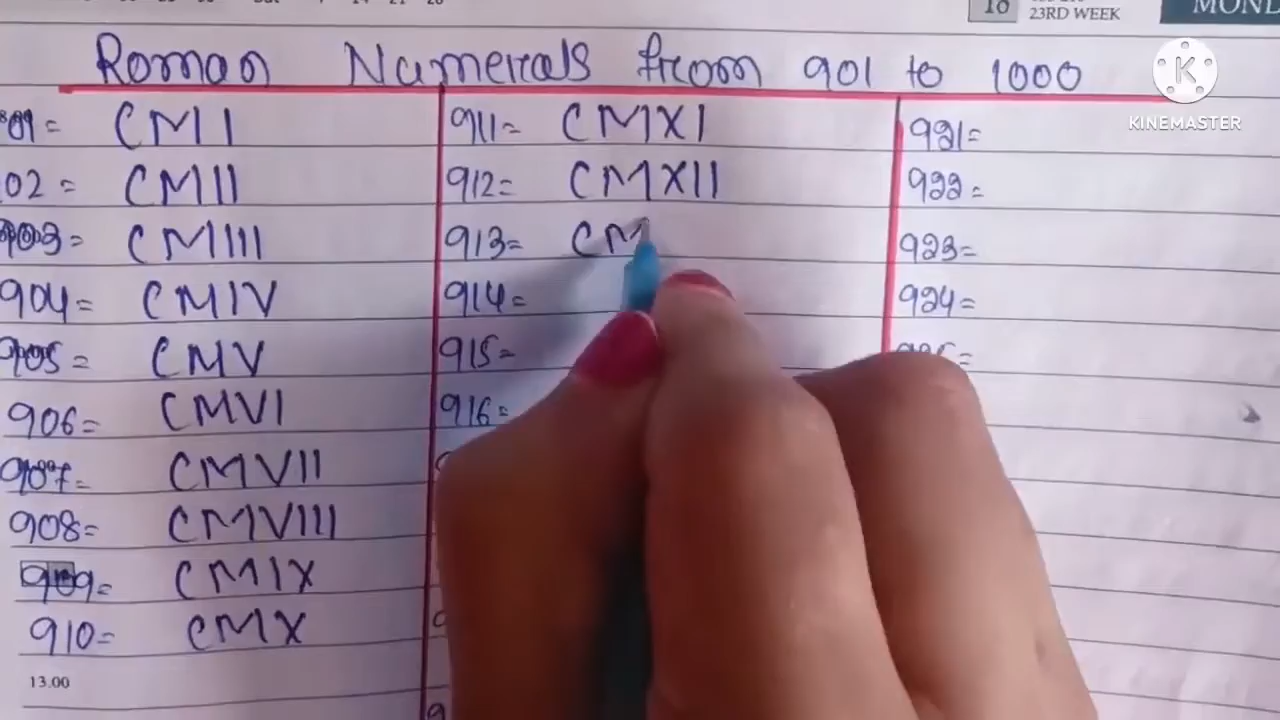 18
23RD WEEK
MOND
Roman Numerals from 901 to 1000
KINEMASTER
901= CMI
02= CMII
903= CMIII
904= CMIV
905= CMV
906= CMVI
907= CMVII
908= CMVIII
909= CMIX
910= CMX
13.00
911= CMXI
912= CMXII
913= CM
914=
915=
916=
921=
922=
923=
924=